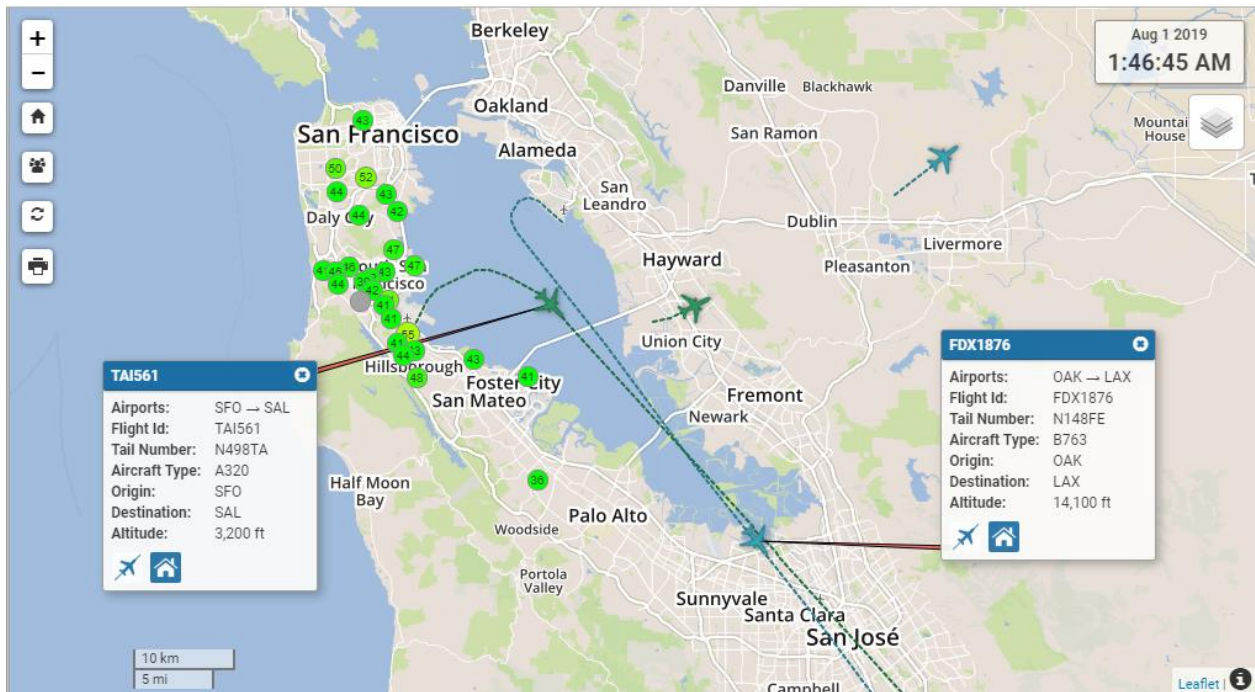 +
−
Berkeley
Aug 1 2019
1:46:45 AM
Danville
Blackhawk
Oakland
San Francisco
43
Alameda
San Ramon
Mountai
House
50
52
44
43
San
Leandro
Daly City
44
42
Dublin
Livermore
Pleasanton
47
47
Hayward
43
44
42
41
41
Union City
55
41
44
43
Hillsborough
48
Foster City
41
San Mateo
Fremont
Newark
TAI561
Airports: SFO → SAL
Flight Id: TAI561
Tail Number: N498TA
Aircraft Type: A320
Origin: SFO
Destination: SAL
Altitude: 3,200 ft
FDX1876
Airports: OAK → LAX
Flight Id: FDX1876
Tail Number: N148FE
Aircraft Type: B763
Origin: OAK
Destination: LAX
Altitude: 14,100 ft
Half Moon
Bay
36
Palo Alto
Woodside
Portola
Valley
Sunnyvale
Santa Clara
San José
Campbell
10 km
5 mi
Leaflet |